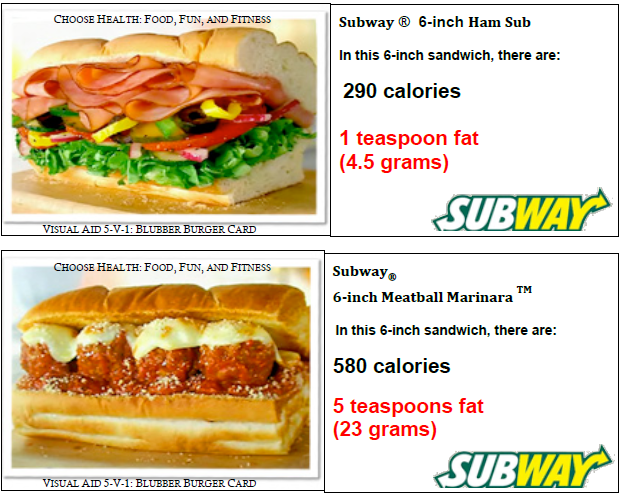 CHOOSE HEALTH: FOOD, FUN, AND FITNESS
VISUAL AID 5-V-1: BLUBBER BURGER CARD
Subway ® 6-inch Ham Sub
In this 6-inch sandwich, there are:
290 calories
1 teaspoon fat
(4.5 grams)
SUBWAY
CHOOSE HEALTH: FOOD, FUN, AND FITNESS
VISUAL AID 5-V-1: BLUBBER BURGER CARD
Subway®
6-inch Meatball Marinara ™
In this 6-inch sandwich, there are:
580 calories
5 teaspoons fat
(23 grams)
SUBWAY